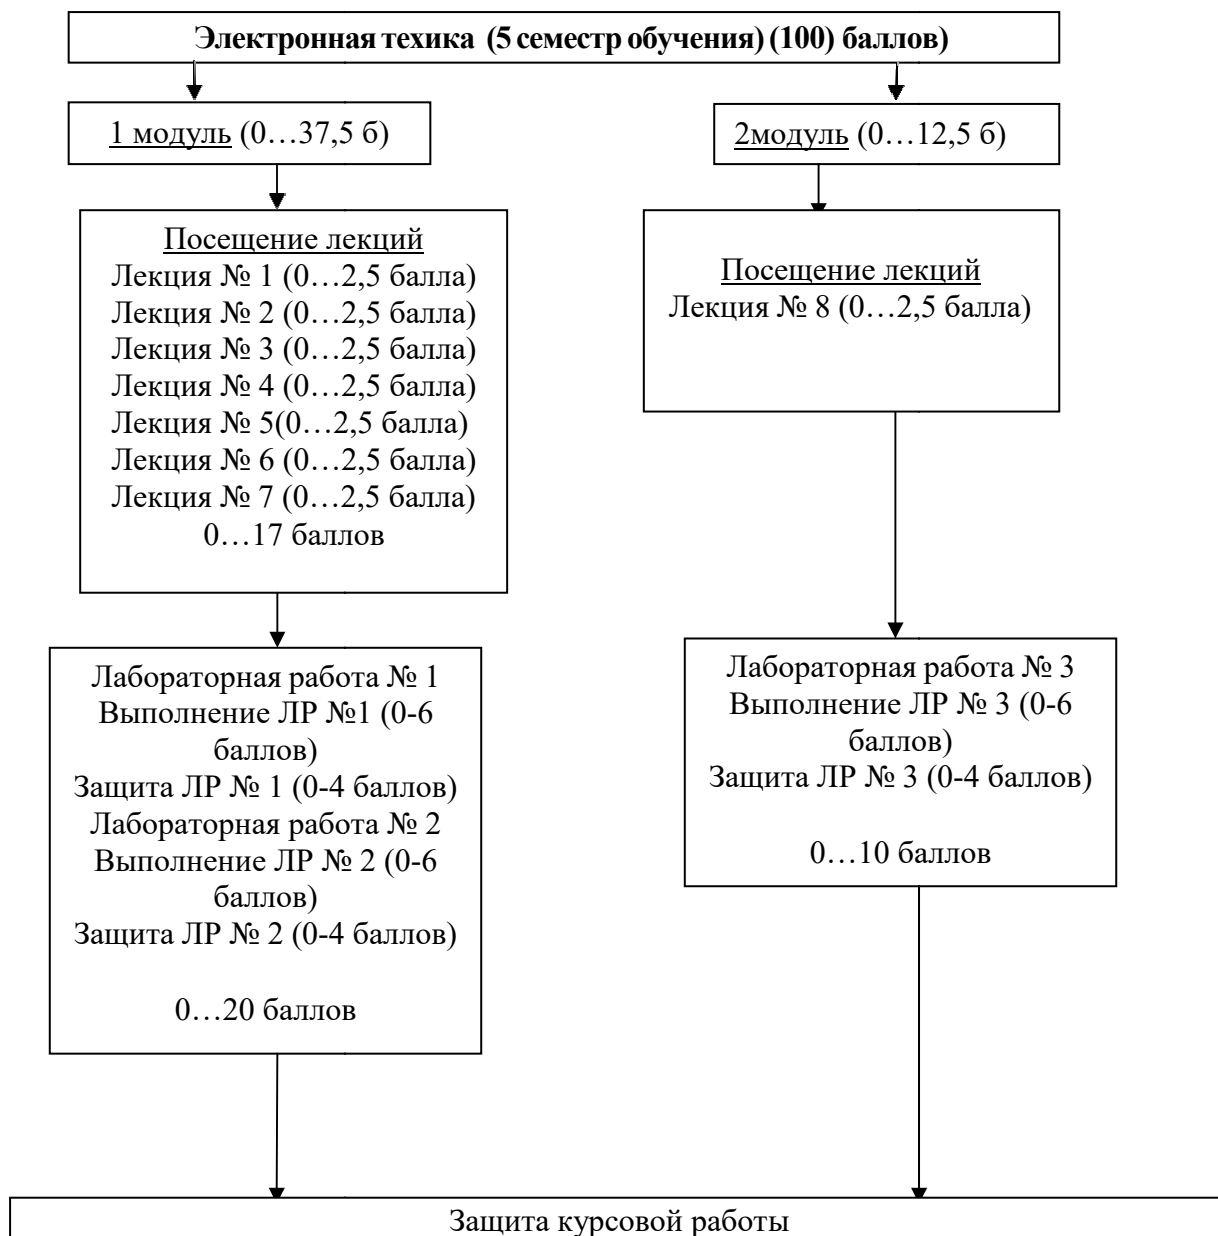 Электронная техика (5 семестр обучения) (100) баллов)
1 модуль (0…37,5 б)
2модуль (0…12,5 б)
Посещение лекций
Лекция № 1 (0…2,5 балла)
Лекция № 2 (0…2,5 балла)
Лекция № 3 (0…2,5 балла)
Лекция № 4 (0…2,5 балла)
Лекция № 5(0…2,5 балла)
Лекция № 6 (0…2,5 балла)
Лекция № 7 (0…2,5 балла)
0…17 баллов
Посещение лекций
Лекция № 8 (0…2,5 балла)
Лабораторная работа № 1
Выполнение ЛР №1 (0-6
баллов)
Защита ЛР № 1 (0-4 баллов)
Лабораторная работа № 2
Выполнение ЛР № 2 (0-6
баллов)
Защита ЛР № 2 (0-4 баллов)
0…20 баллов
Лабораторная работа № 3
Выполнение ЛР № 3 (0-6
баллов)
Защита ЛР № 3 (0-4 баллов)
0…10 баллов
Защита курсовой работы